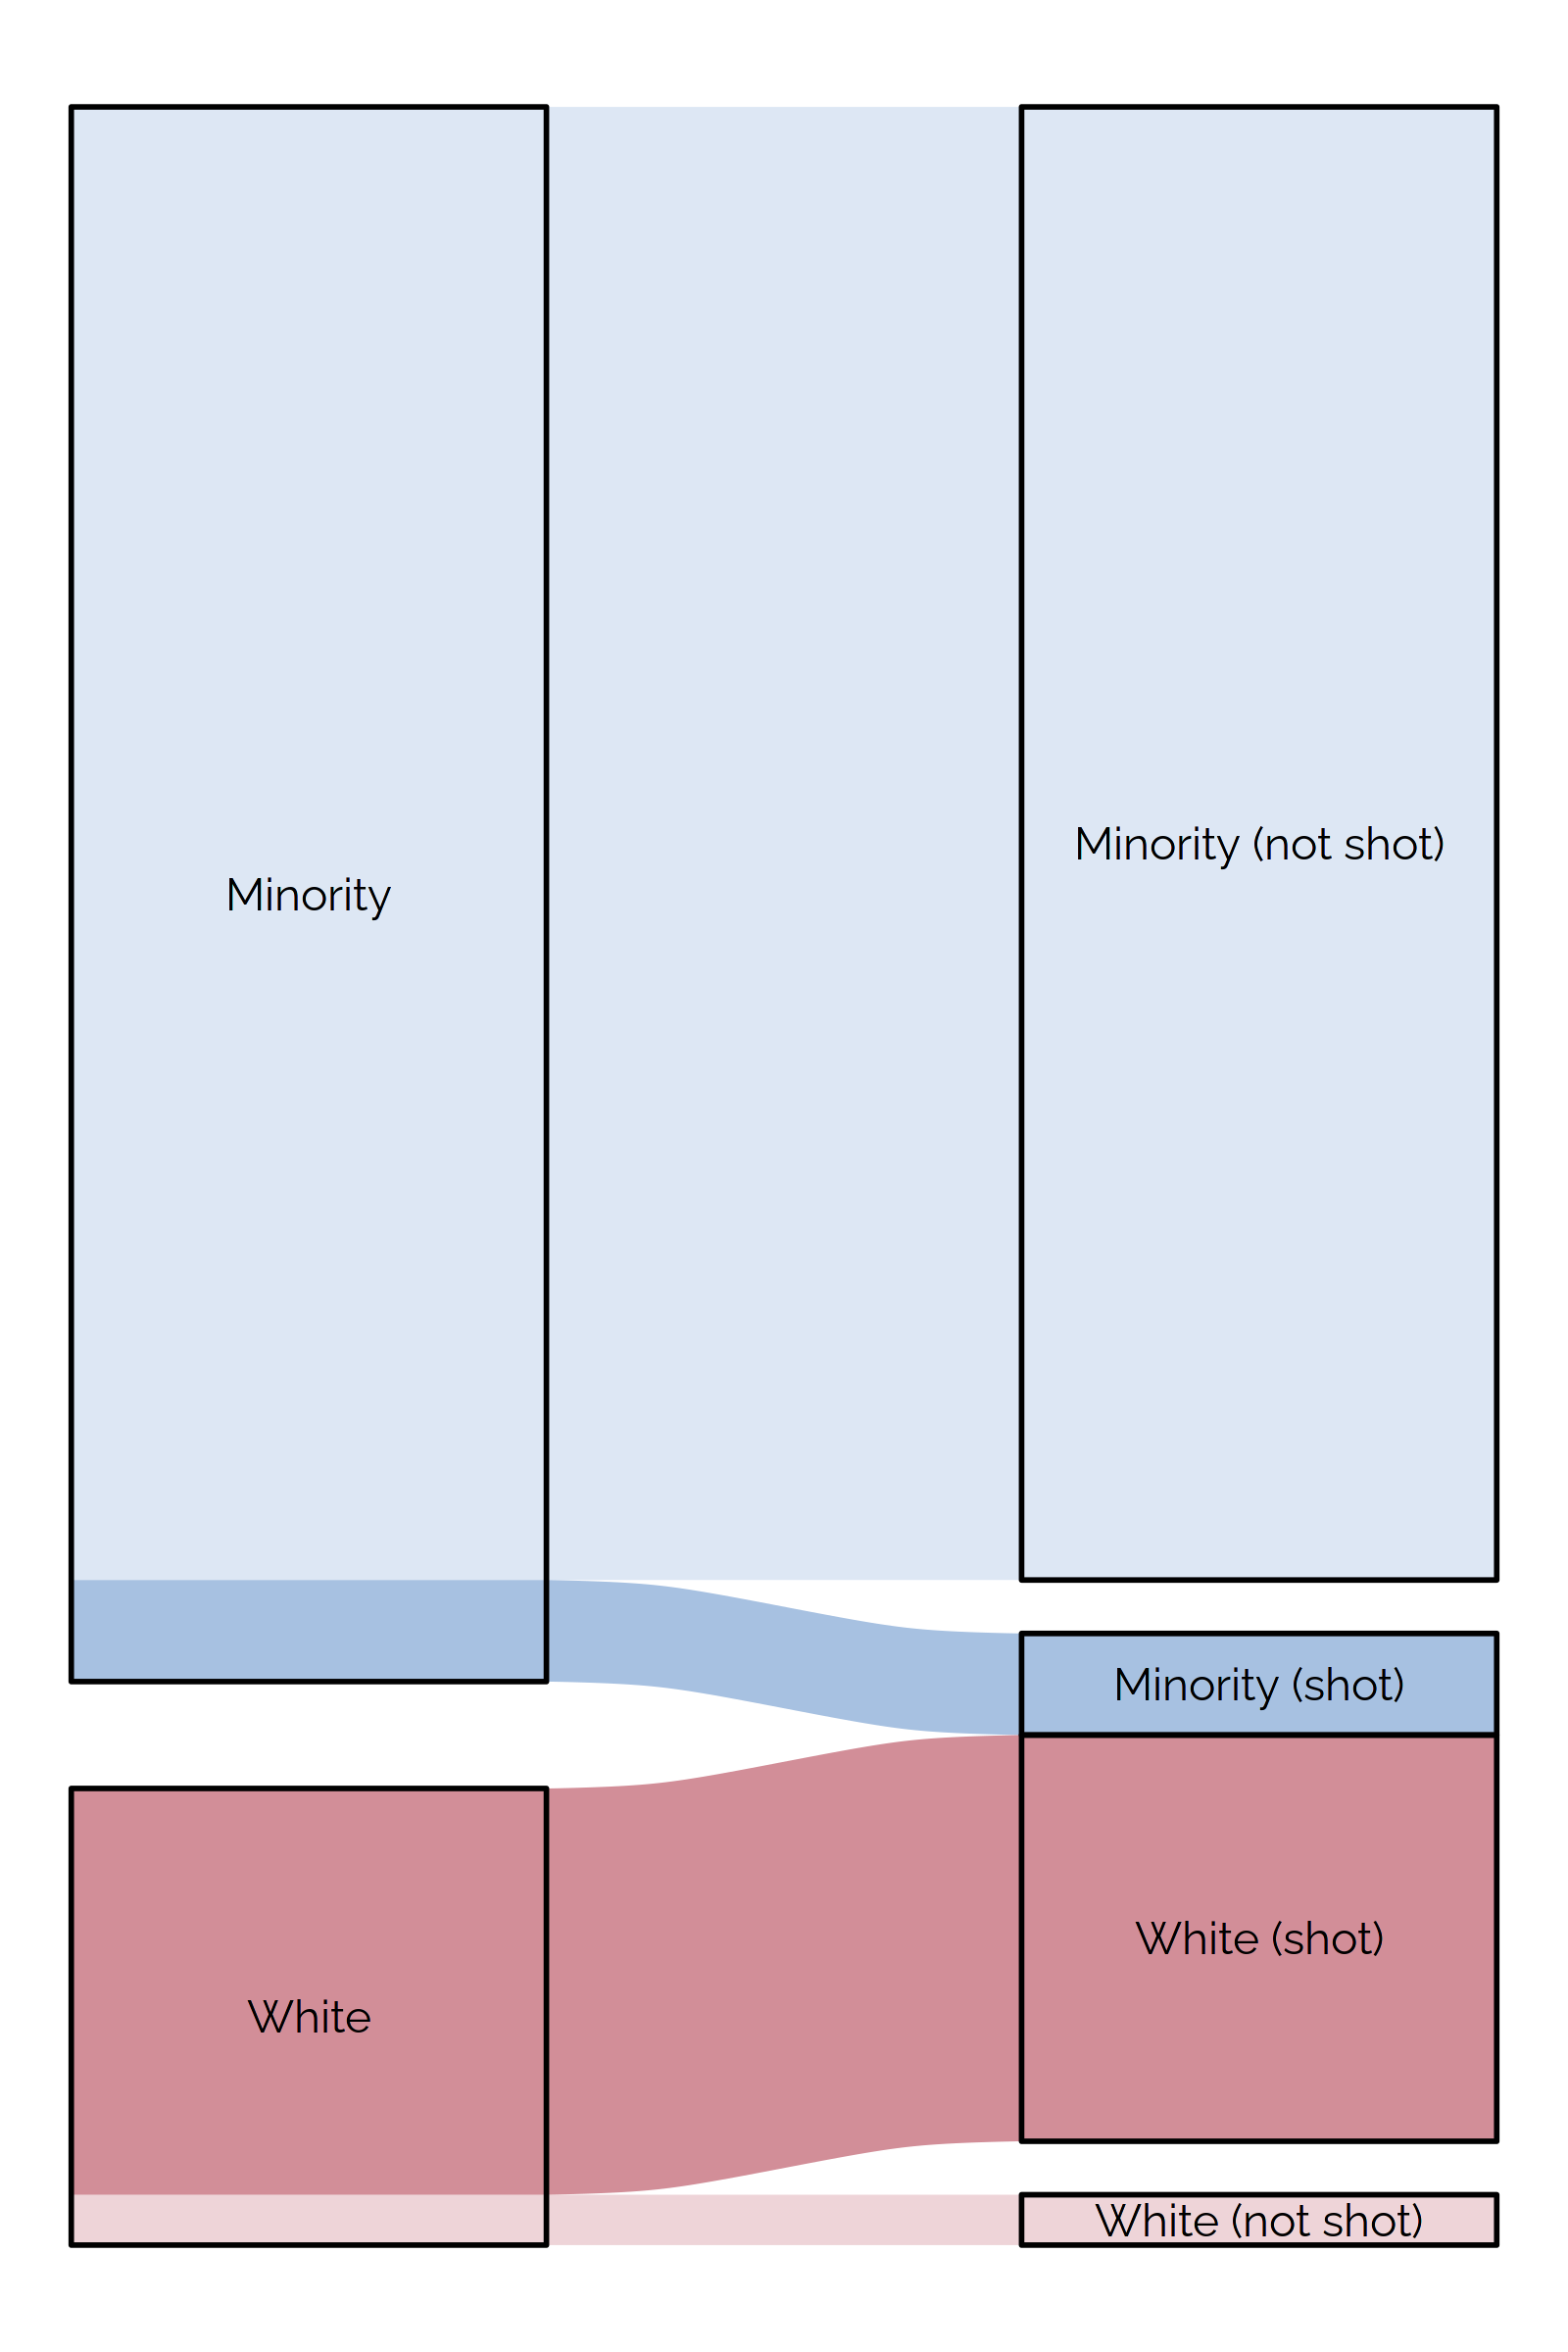 Minority
White
Minority (not shot)
Minority (shot)
White (shot)
White (not shot)